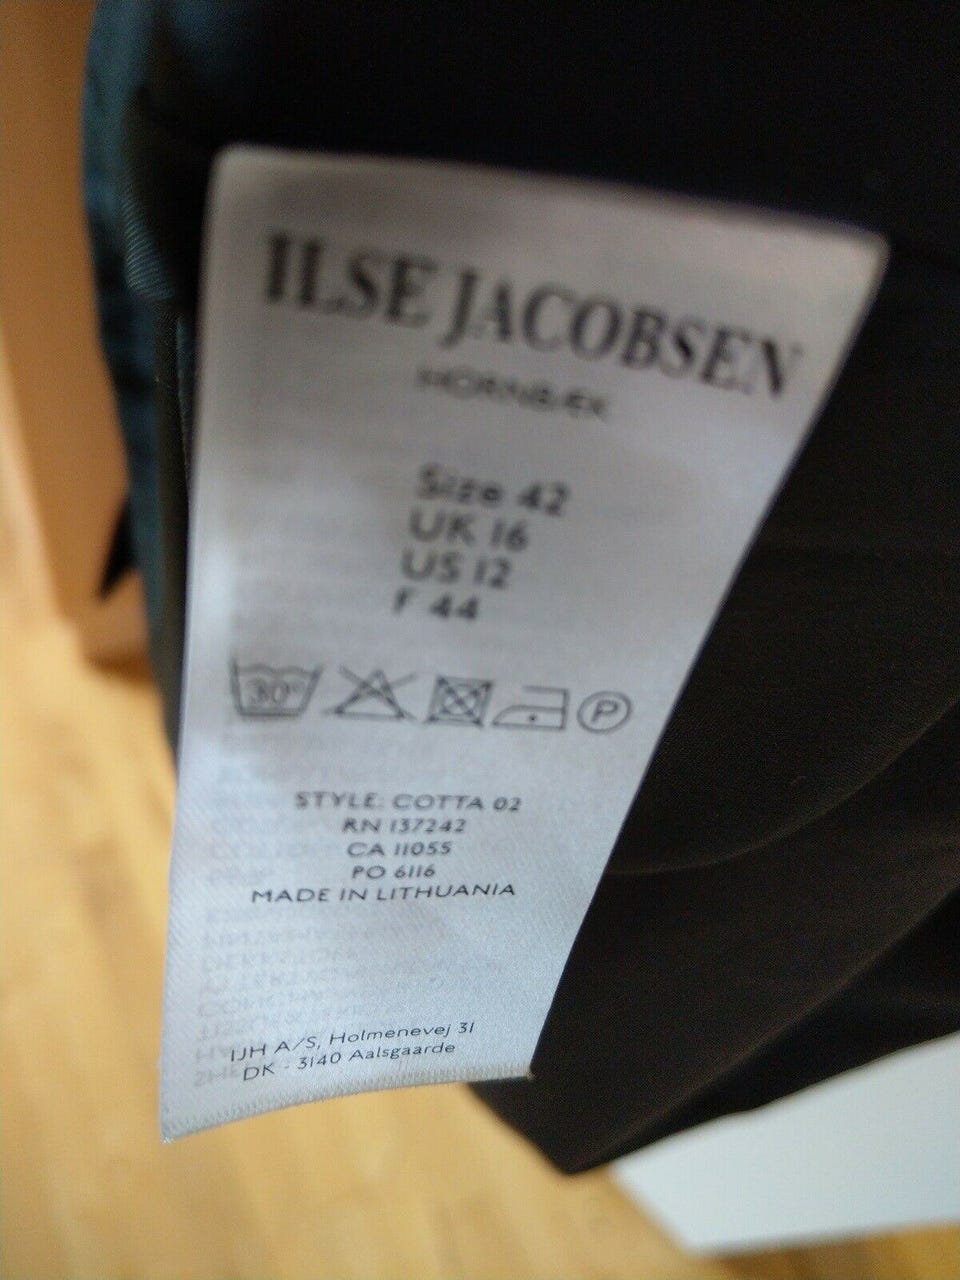 ILSE JACOBSEN
HORNBÆK
Size 42
UK 16
US 12
F 44
30°
P
STYLE: COTTA 02
RN 137242
CA 11055
PO 6116
MADE IN LITHUANIA
IJH A/S, Holmenevej 31
DK - 3140 Aalsgaarde